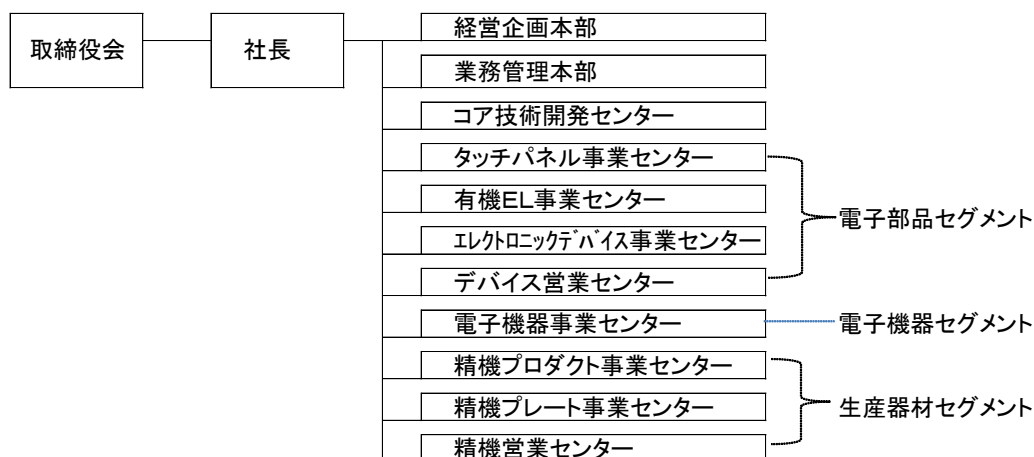 取締役会
社長
経営企画本部
業務管理本部
コア技術開発センター
タッチパネル事業センター
有機EL事業センター
ｴﾚｸﾄﾛﾆｯｸﾃﾞﾊﾞｲｽ事業センター
デバイス営業センター
電子部品セグメント
電子機器事業センター
電子機器セグメント
精機プロダクト事業センター
精機プレート事業センター
精機営業センター
生産器材セグメント